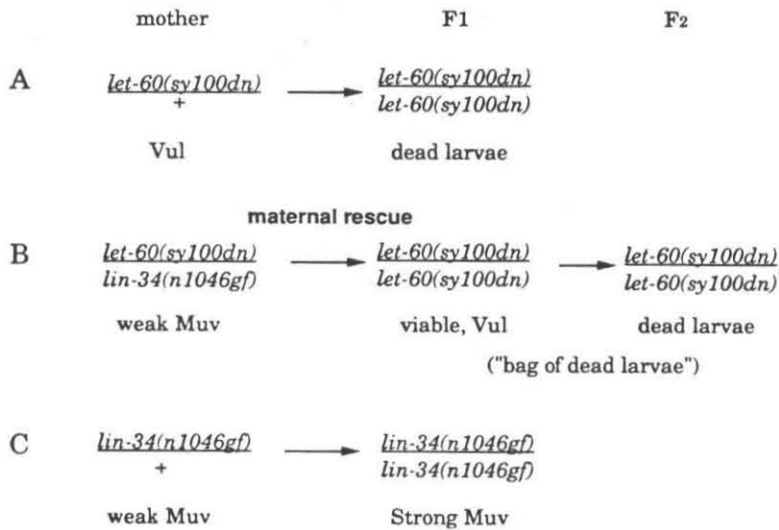 mother F1 F2
A let-60(sy100dn) let-60(sy100dn)
+ let-60(sy100dn)
Vul dead larvae
maternal rescue
B let-60(sy100dn) let-60(sy100dn) let-60(sy100dn)
lin-34(n1046gf) let-60(sy100dn) let-60(sy100dn)
weak Muv viable, Vul dead larvae
("bag of dead larvae")
C lin-34(n1046gf) lin-34(n1046gf)
+ lin-34(n1046gf)
weak Muv Strong Muv